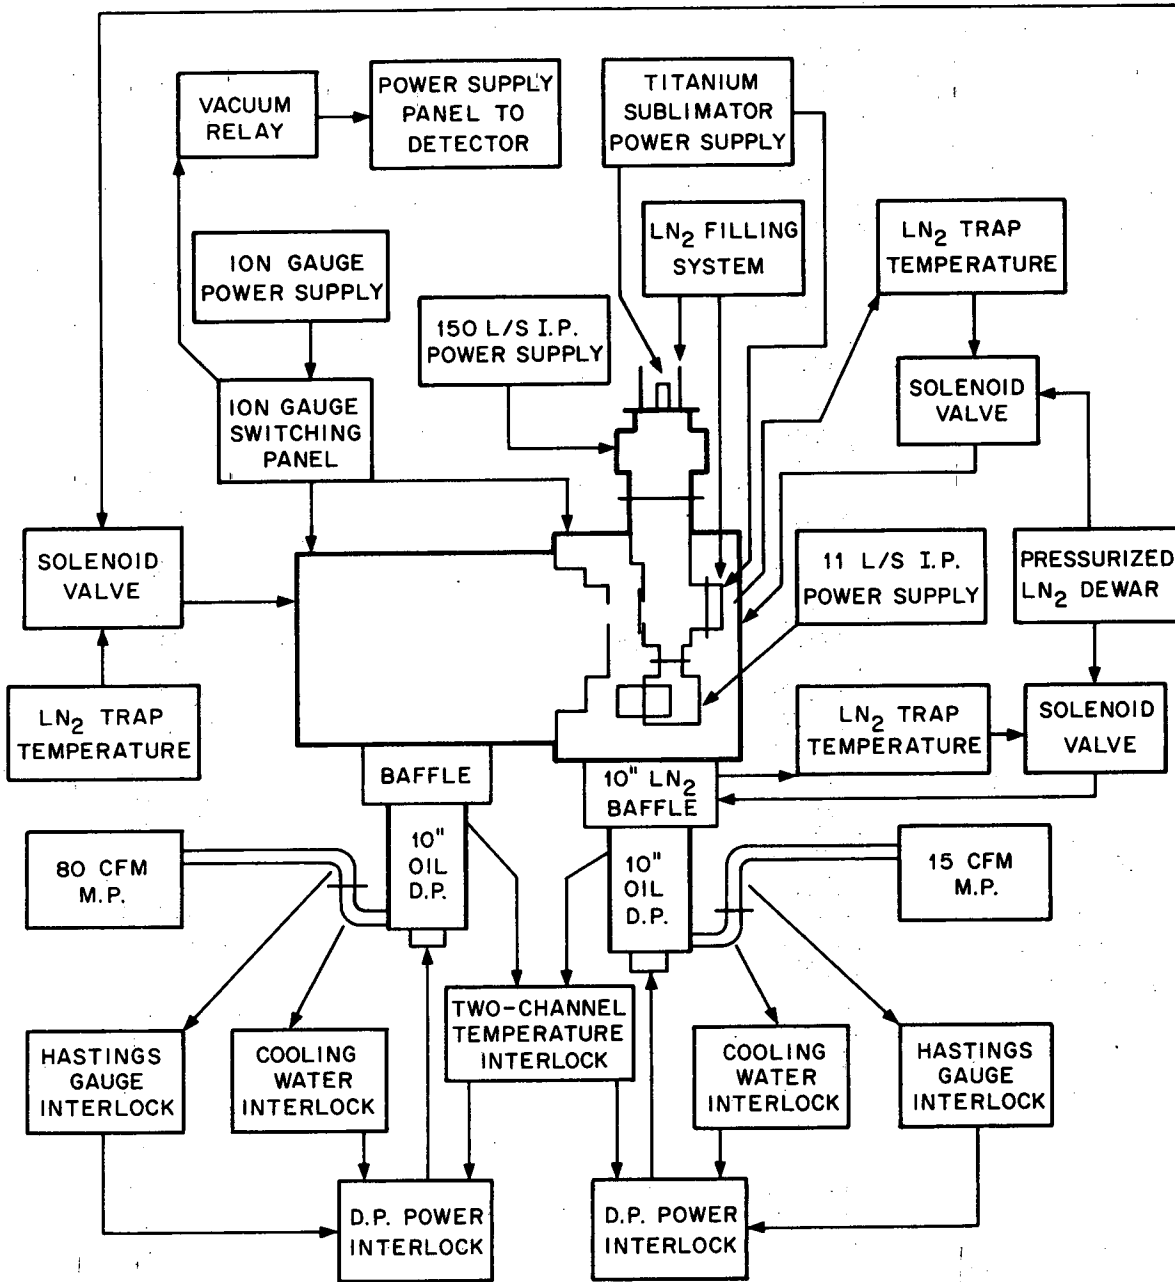 VACUUM
RELAY
POWER SUPPLY
PANEL TO
DETECTOR
TITANIUM
SUBLIMATOR
POWER SUPPLY
LN2 FILLING
SYSTEM
LN2 TRAP
TEMPERATURE
ION GAUGE
POWER SUPPLY
150 L/S I.P.
POWER SUPPLY
SOLENOID
VALVE
ION GAUGE
SWITCHING
PANEL
SOLENOID
VALVE
11 L/S I.P.
POWER SUPPLY
PRESSURIZED
LN2 DEWAR
LN2 TRAP
TEMPERATURE
LN2 TRAP
TEMPERATURE
SOLENOID
VALVE
BAFFLE
10" LN2
BAFFLE
80 CFM
M.P.
10"
OIL
D.P.
10"
OIL
D.P.
15 CFM
M.P.
HASTINGS
GAUGE
INTERLOCK
COOLING
WATER
INTERLOCK
TWO-CHANNEL
TEMPERATURE
INTERLOCK
COOLING
WATER
INTERLOCK
HASTINGS
GAUGE
INTERLOCK
D.P. POWER
INTERLOCK
D.P. POWER
INTERLOCK